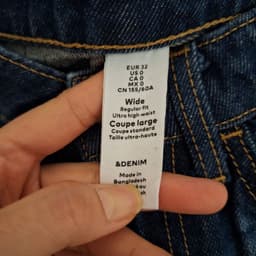 EUR 32
US 0
CA 0
MX 0
CN 155/60A
Wide
Regular fit
Ultra high waist
Coupe large
Coupe standard
Taille ultra-haute
&DENIM
Made in
Bangladesh